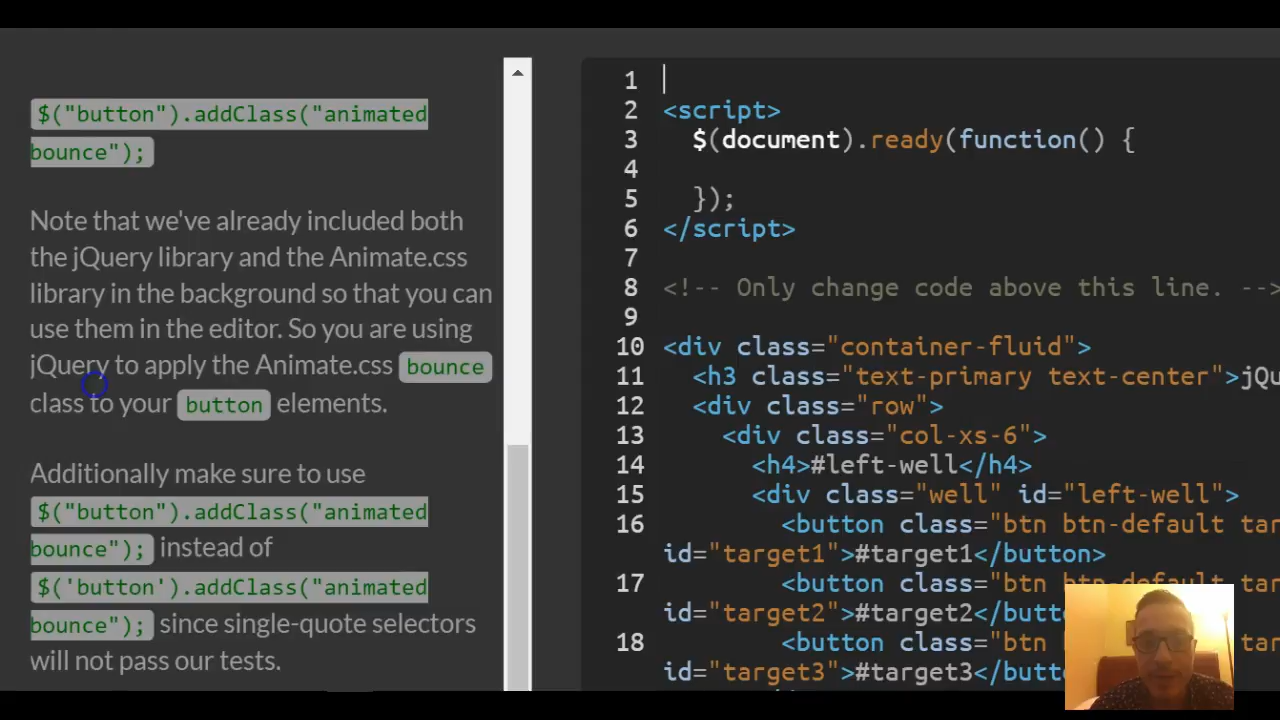 $("button").addClass("animated
bounce");
Note that we've already included both
the jQuery library and the Animate.css
library in the background so that you can
use them in the editor. So you are using
jQuery to apply the Animate.css bounce
class to your button elements.
Additionally make sure to use
$("button").addClass("animated
bounce"); instead of
$('button').addClass("animated
bounce"); since single-quote selectors
will not pass our tests.
1
2 <script>
3 $(document).ready(function() {
4
5 });
6 </script>
7
8 <!-- Only change code above this line. -->
9
10 <div class="container-fluid">
11 <h3 class="text-primary text-center">jQu
12 <div class="row">
13 <div class="col-xs-6">
14 <h4>#left-well</h4>
15 <div class="well" id="left-well">
16 <button class="btn btn-default tar
id="target1">#target1</button>
17 <button class="btn btn-default tar
id="target2">#target2</butt
18 <button class="btn
id="target3">#target3</butt